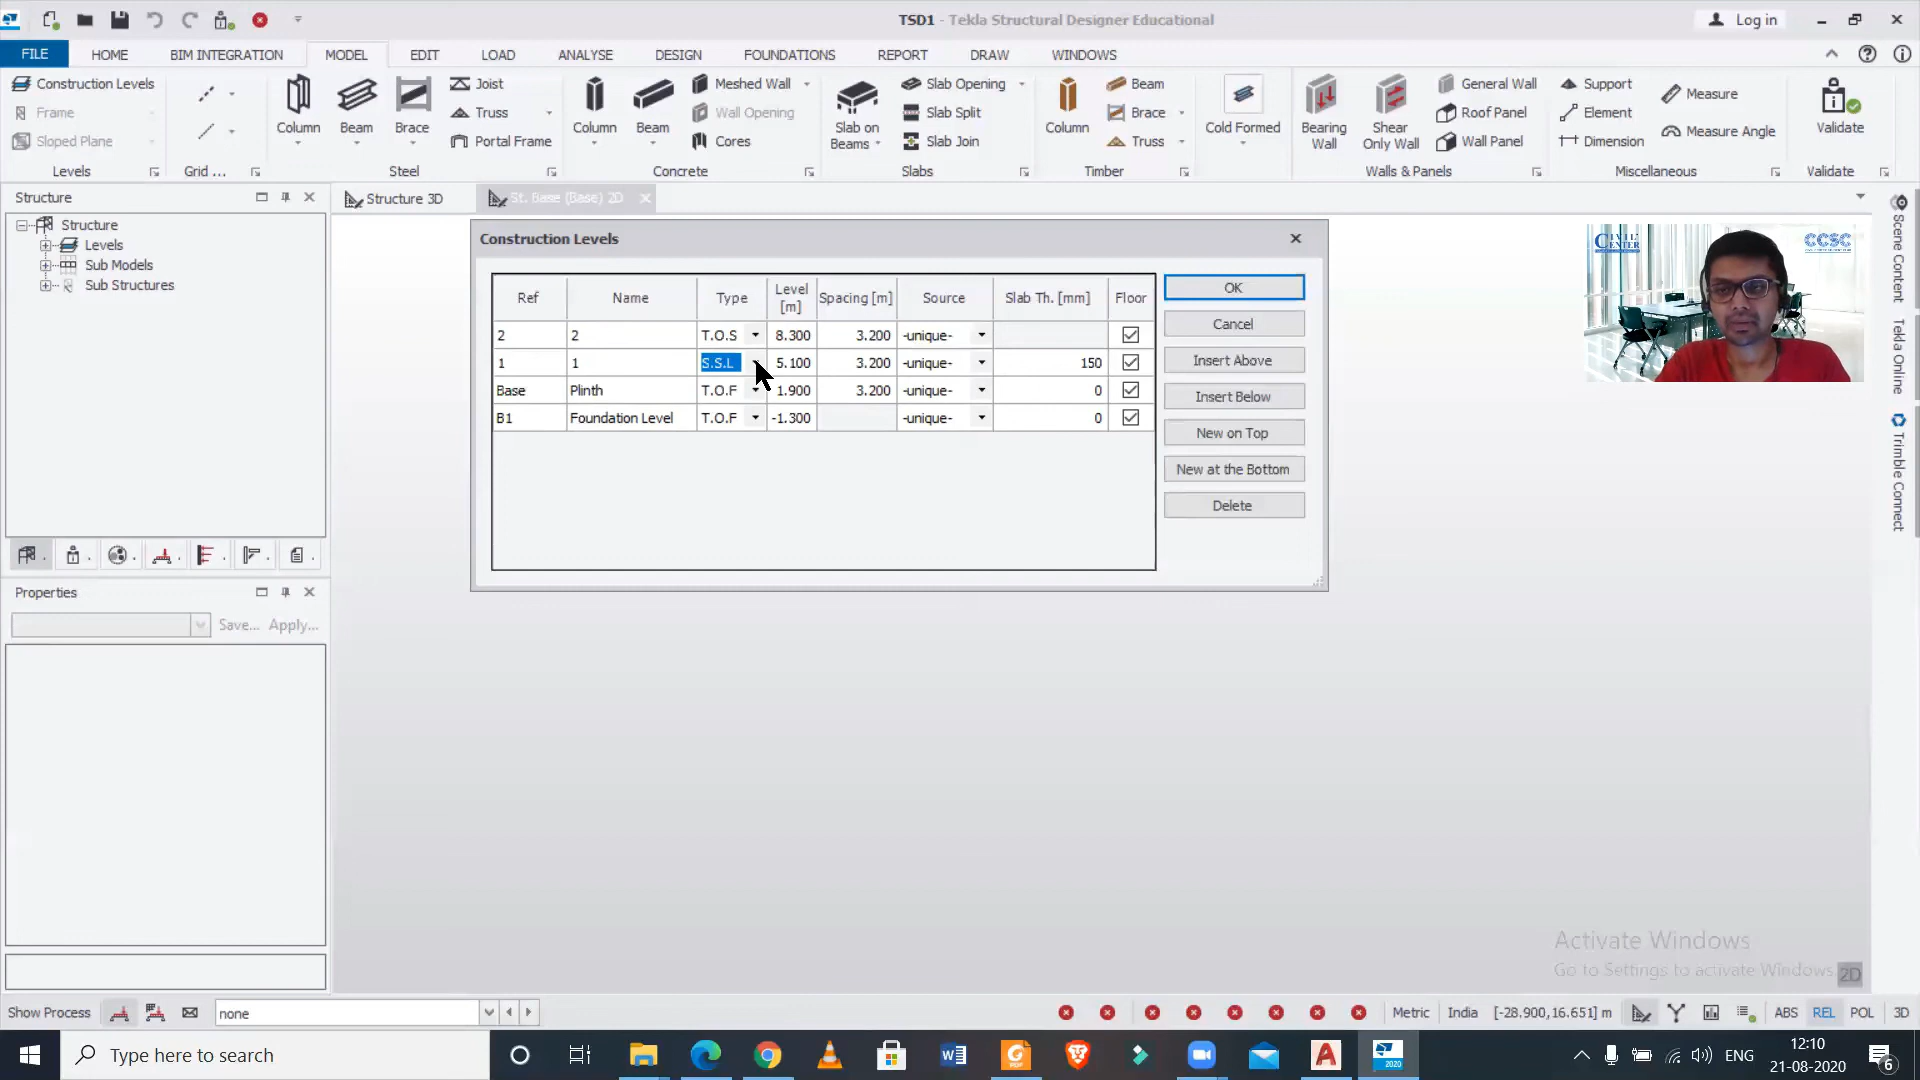 TSD1 - Tekla Structural Designer Educational
Log in
FILE HOME BIM INTEGRATION MODEL EDIT LOAD ANALYSE DESIGN FOUNDATIONS REPORT DRAW WINDOWS
Construction Levels
Frame
Sloped Plane
Levels
Grid ...
Column
Beam
Brace
Joist
Truss
Portal Frame
Steel
Column
Beam
Meshed Wall
Wall Opening
Cores
Concrete
Slab on
Beams
Slab Opening
Slab Split
Slab Join
Slabs
Column
Beam
Brace
Truss
Timber
Cold Formed
Bearing
Wall
Shear
Only Wall
General Wall
Roof Panel
Wall Panel
Walls & Panels
Support
Element
Dimension
Measure
Measure Angle
Miscellaneous
Validate
Validate
Structure
Structure
Levels
Sub Models
Sub Structures
Structure 3D
St. Base (Base) 2D
Construction Levels
Ref Name Type Level [m] Spacing [m] Source Slab Th. [mm] Floor
2 2 T.O.S 8.300 3.200 -unique-
1 1 S.S.L 5.100 3.200 -unique- 150
Base Plinth T.O.F 1.900 3.200 -unique- 0
B1 Foundation Level T.O.F -1.300 -unique- 0
OK
Cancel
Insert Above
Insert Below
New on Top
New at the Bottom
Delete
CIVIL CENTER
CCSC
Scene Content
Tekla Online
Trimble Connect
Properties
Save... Apply...
Activate Windows
Go to Settings to activate Windows.
2D
Show Process
none
Metric India [-28.900,16.651] m ABS REL POL 3D
Type here to search
2020
ENG
12:10
21-08-2020
6